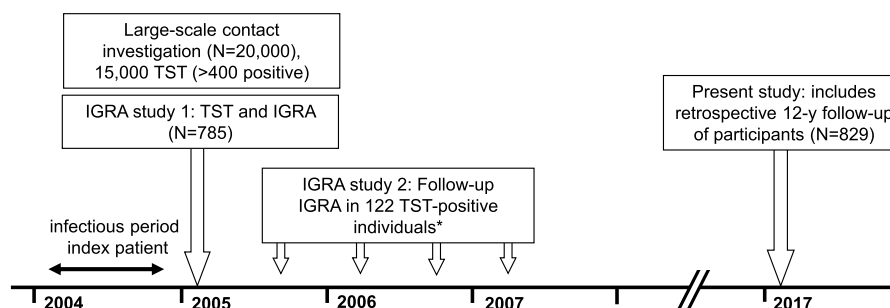 Large-scale contact
investigation (N=20,000),
15,000 TST (>400 positive)
IGRA study 1: TST and IGRA
(N=785)
Present study: includes
retrospective 12-y follow-up
of participants (N=829)
IGRA study 2: Follow-up
IGRA in 122 TST-positive
individuals*
infectious period
index patient
2004
2005
2006
2007
2017